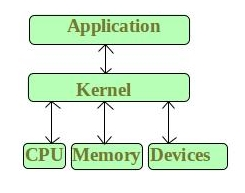 Application
Kernel
CPU Memory Devices